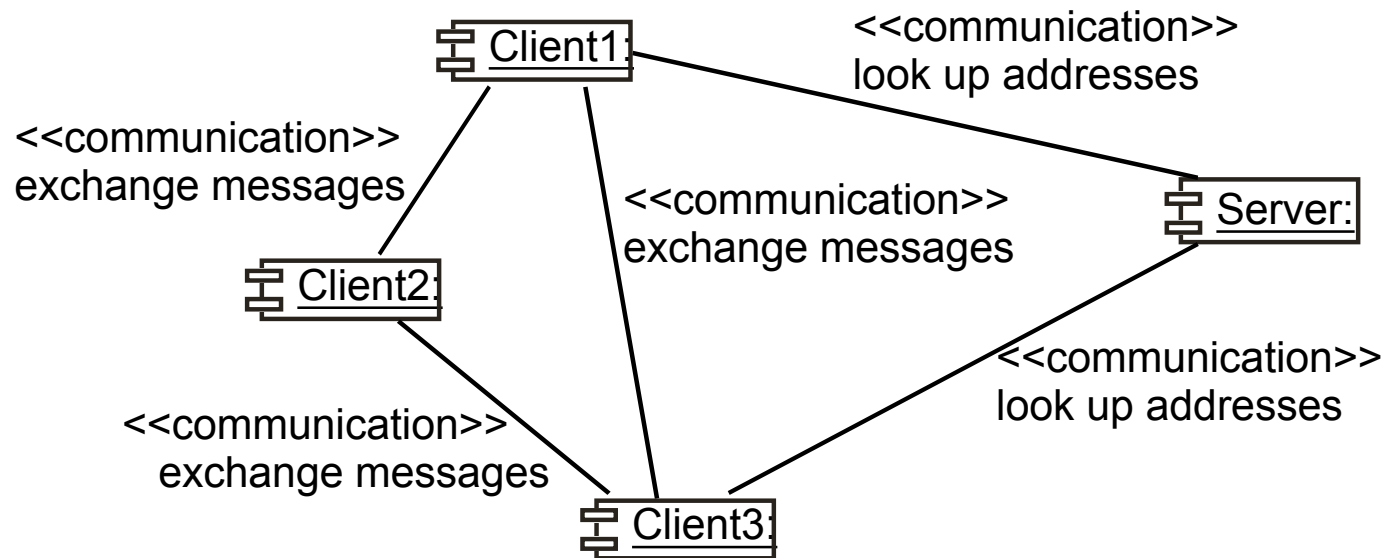 <<communication>>
look up addresses
Client1:
<<communication>>
exchange messages
<<communication>>
exchange messages
Server:
Client2:
<<communication>>
look up addresses
<<communication>>
exchange messages
Client3: